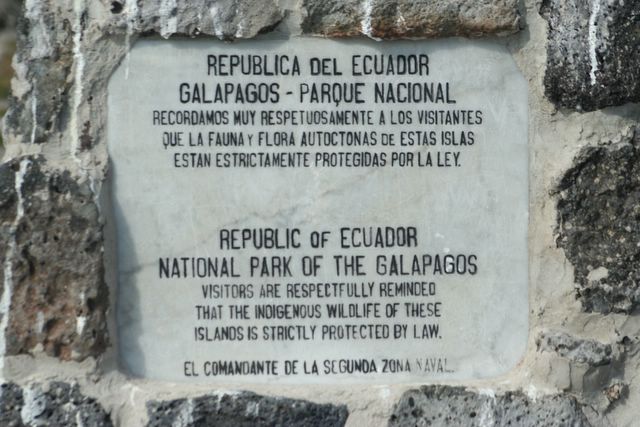 REPUBLICA DEL ECUADOR
GALAPAGOS - PARQUE NACIONAL
RECORDAMOS MUY RESPETUOSAMENTE A LOS VISITANTES
QUE LA FAUNA Y FLORA AUTOCTONAS DE ESTAS ISLAS
ESTAN ESTRICTAMENTE PROTEGIDAS POR LA LEY.
REPUBLIC OF ECUADOR
NATIONAL PARK OF THE GALAPAGOS
VISITORS ARE RESPECTFULLY REMINDED
THAT THE INDIGENOUS WILDLIFE OF THESE
ISLANDS IS STRICTLY PROTECTED BY LAW.
EL COMANDANTE DE LA SEGUNDA ZONA NAVAL.